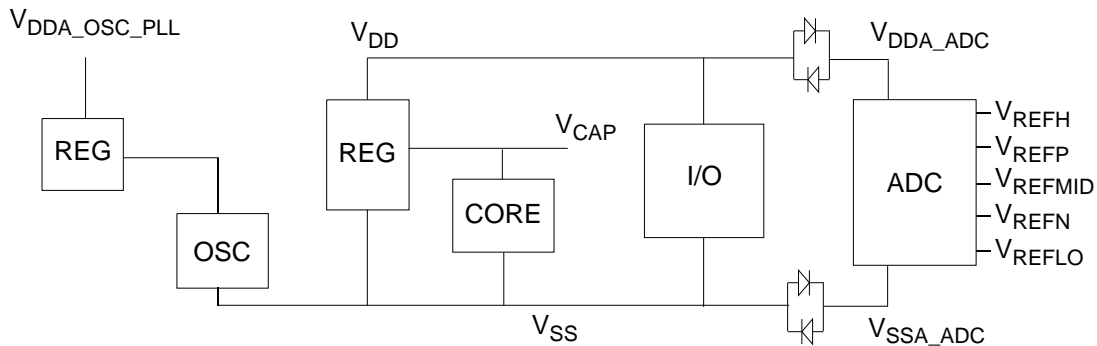 VDDA_OSC_PLL
VDD
VDDA_ADC
REG
REG
VCAP
CORE
I/O
ADC
VREFH
VREFP
VREFMID
VREFN
VREFLO
OSC
VSS
VSSA_ADC